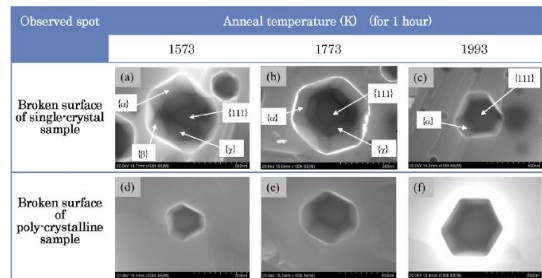 Observed spot
Anneal temperature (K) (for 1 hour)
1573
1773
1993
Broken surface
of single-crystal
sample
(a)
{α}
{111}
{β}
{χ}
(b)
{α}
{111}
{χ}
(c)
{111}
{α}
Broken surface
of
poly-crystalline
sample
(d)
(e)
(f)